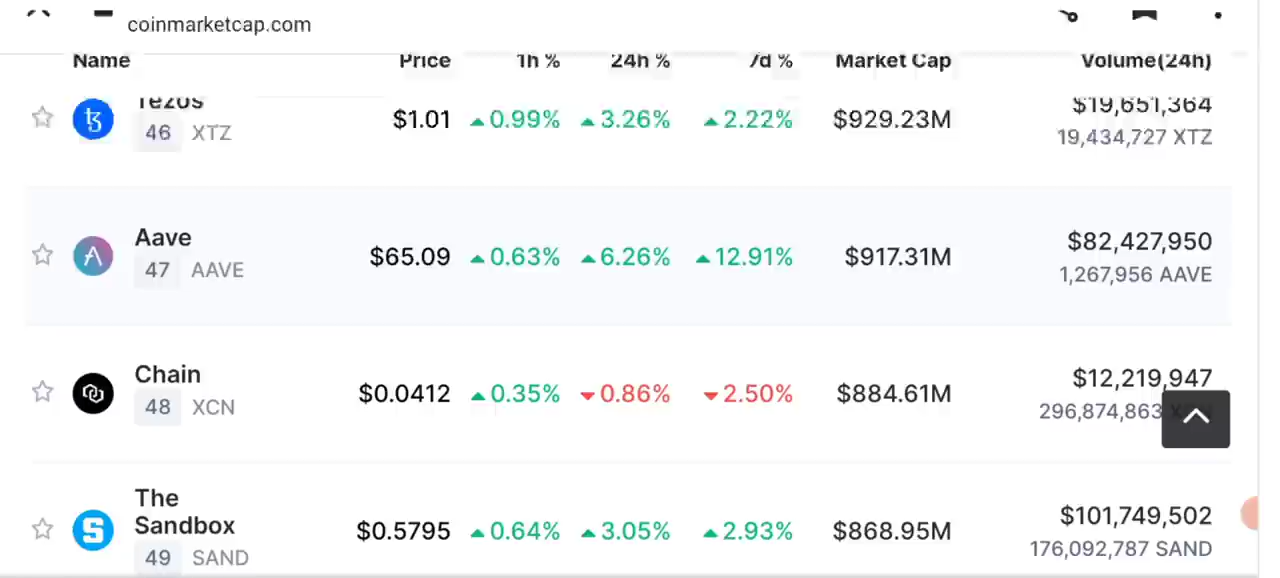 coinmarketcap.com
Name Price 1h % 24h % 7d % Market Cap Volume(24h)
Tezos
46 XTZ
$1.01 0.99% 3.26% 2.22% $929.23M
$19,651,364
19,434,727 XTZ
Aave
47 AAVE
$65.09 0.63% 6.26% 12.91% $917.31M
$82,427,950
1,267,956 AAVE
Chain
48 XCN
$0.0412 0.35% 0.86% 2.50% $884.61M
$12,219,947
296,874,863
The
Sandbox
49 SAND
$0.5795 0.64% 3.05% 2.93% $868.95M
$101,749,502
176,092,787 SAND